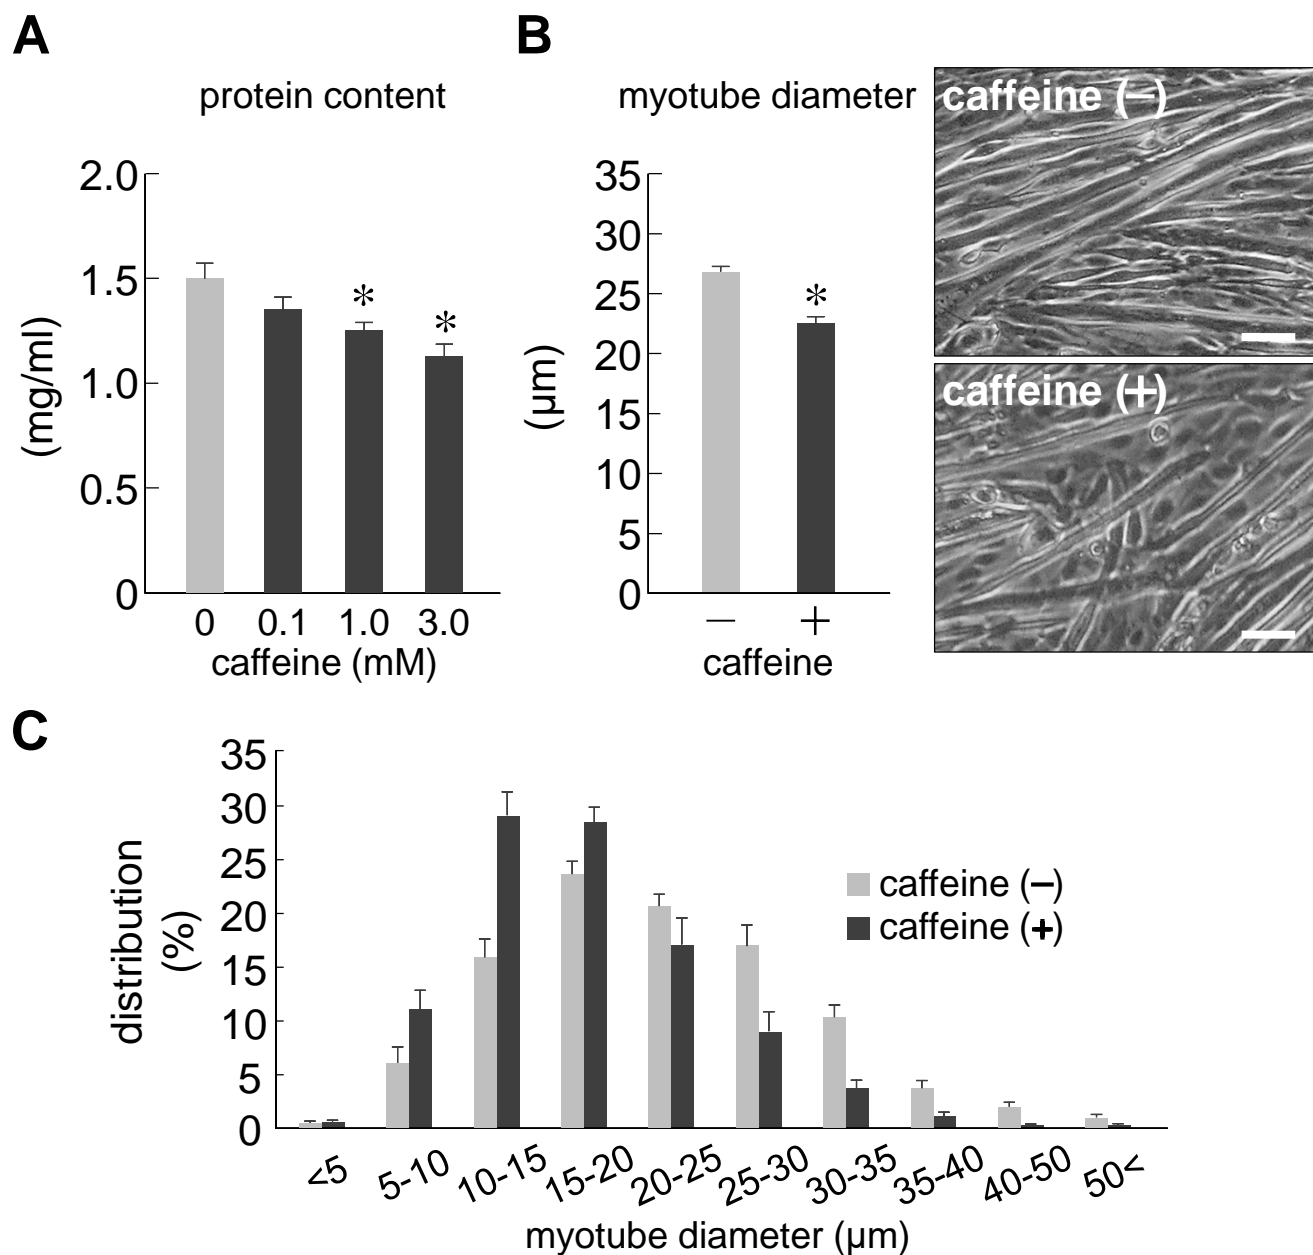 A
protein content
2.0
1.5
1.0
0.5
0
(mg/ml)
*
*
0 0.1 1.0 3.0
caffeine (mM)
B
myotube diameter
35
30
25
20
15
10
5
0
(µm)
*
− +
caffeine
caffeine (−)
caffeine (+)
C
35
30
25
20
15
10
5
0
distribution
(%)
caffeine (−)
caffeine (+)
<5 5-10 10-15 15-20 20-25 25-30 30-35 35-40 40-50 50<
myotube diameter (µm)